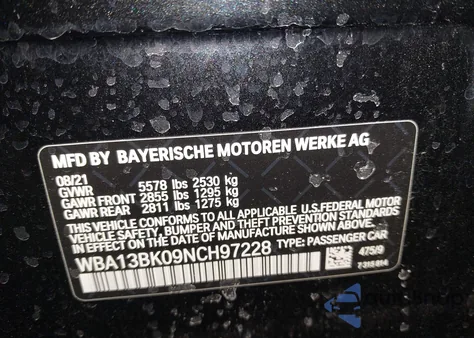 MFD BY BAYERISCHE MOTOREN WERKE AG
08/21
GVWR 5578 lbs 2530 kg
GAWR FRONT 2855 lbs 1295 kg
GAWR REAR 2811 lbs 1275 kg
THIS VEHICLE CONFORMS TO ALL APPLICABLE U.S.FEDERAL MOTOR
VEHICLE SAFETY, BUMPER AND THEFT PREVENTION STANDARDS
IN EFFECT ON THE DATE OF MANUFACTURE SHOWN ABOVE.
WBA13BK09NCH97228 TYPE: PASSENGER CAR
475/9